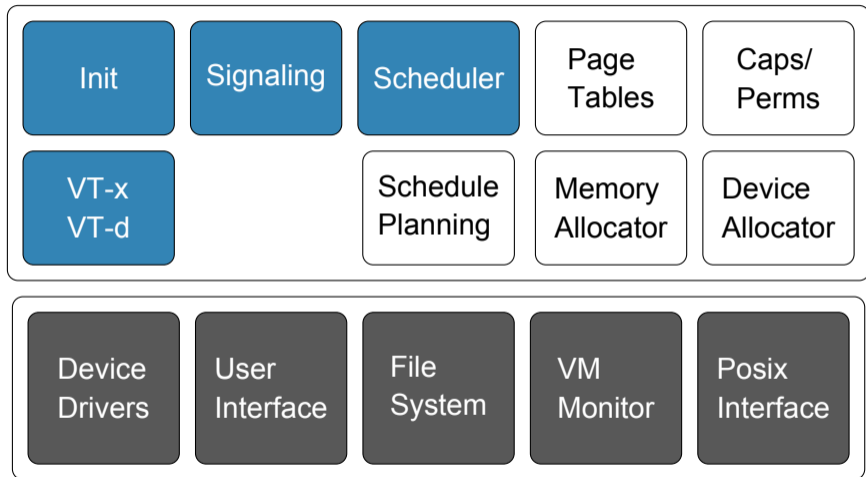 Init
Signaling
Scheduler
Page
Tables
Caps/
Perms
VT-x
VT-d
Schedule
Planning
Memory
Allocator
Device
Allocator
Device
Drivers
User
Interface
File
System
VM
Monitor
Posix
Interface